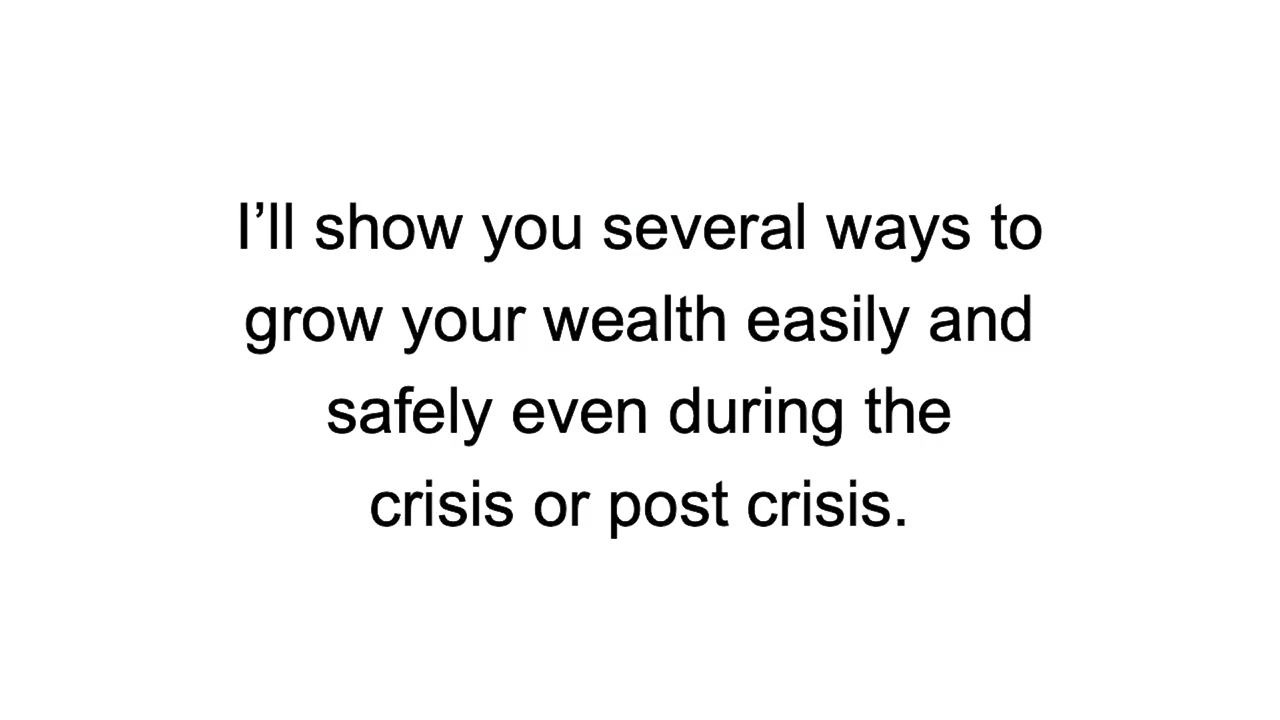 I’ll show you several ways to
grow your wealth easily and
safely even during the
crisis or post crisis.